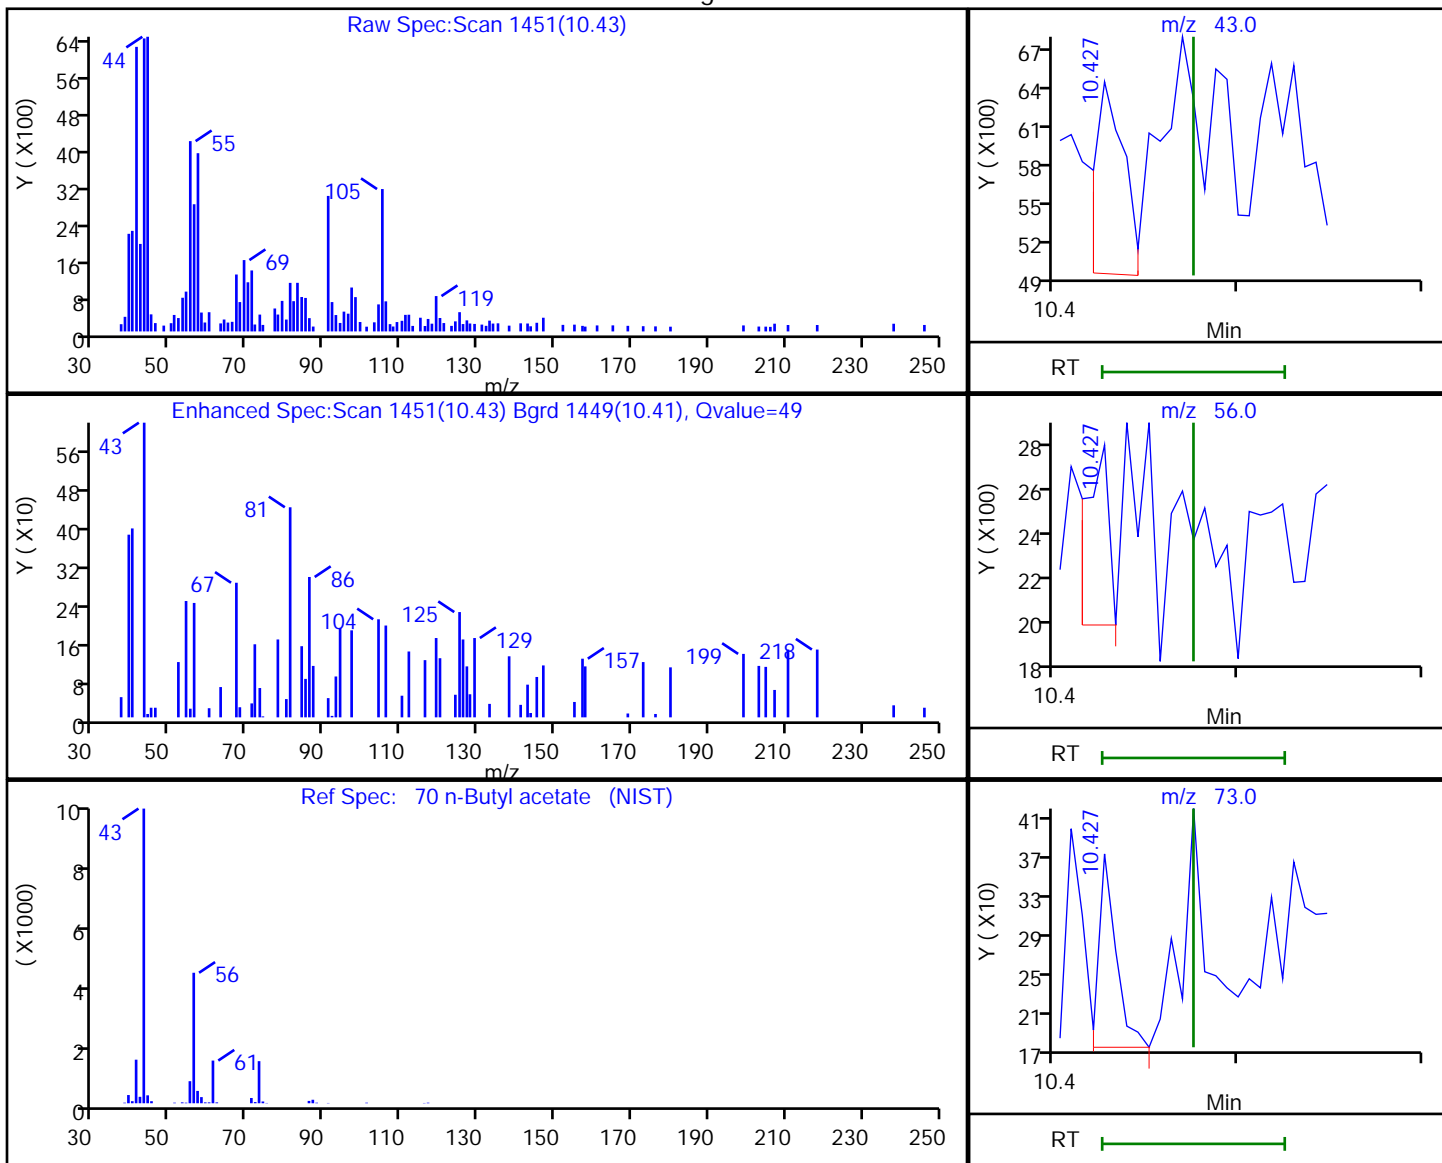 Raw Spec:Scan 1451(10.43)
Y ( X100)
64
56
48
40
32
24
16
8
0
44
55
69
105
119
30 50 70 90 110 130 150 170 190 210 230 250
m/z
m/z 43.0
Y ( X100)
67
64
61
58
55
52
49
10.427
10.4
Min
RT
Enhanced Spec:Scan 1451(10.43) Bgrd 1449(10.41), Qvalue=49
Y ( X10)
56
48
40
32
24
16
8
0
43
67
81
86
104
125
129
157
199
218
30 50 70 90 110 130 150 170 190 210 230 250
m/z
m/z 56.0
Y ( X100)
28
26
24
22
20
18
10.427
10.4
Min
RT
Ref Spec: 70 n-Butyl acetate (NIST)
( X1000)
10
8
6
4
2
0
43
56
61
30 50 70 90 110 130 150 170 190 210 230 250
m/z 73.0
Y ( X10)
41
37
33
29
25
21
17
10.427
10.4
Min
RT